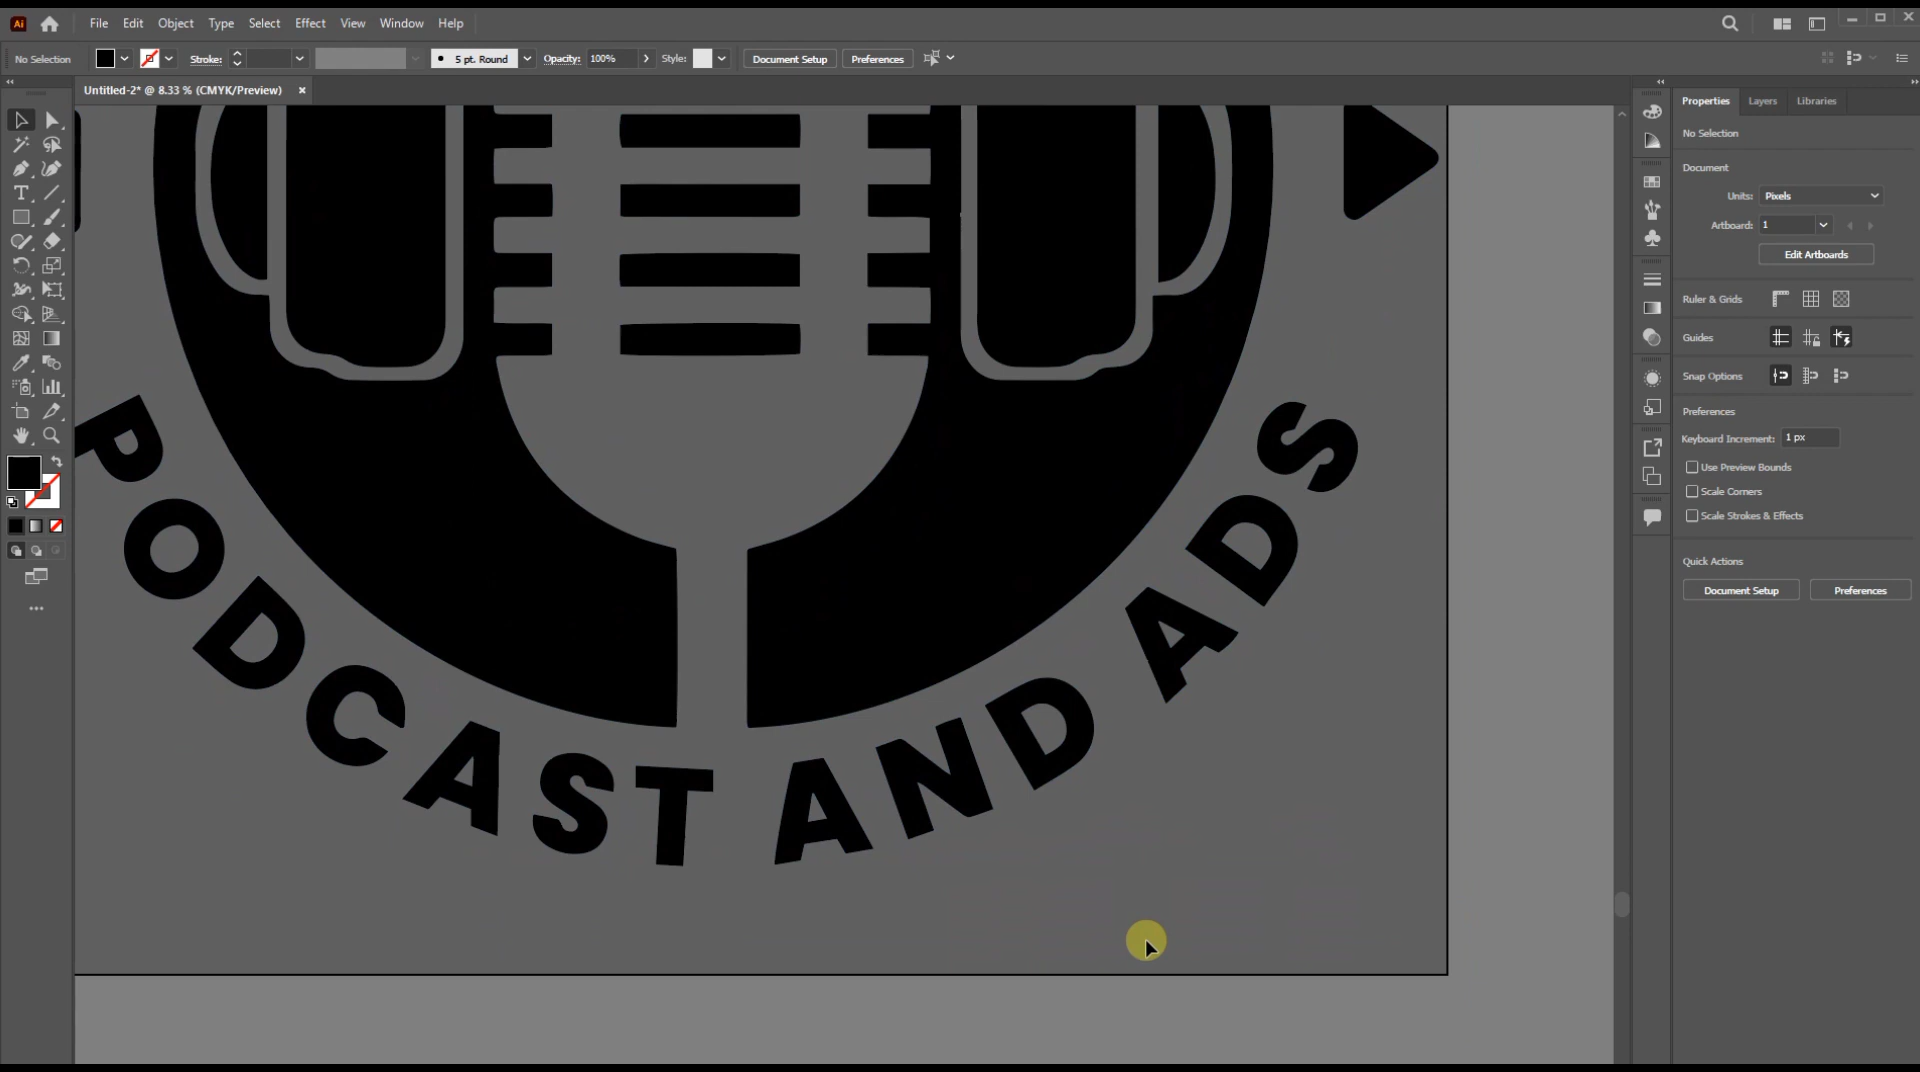 Ai File Edit Object Type Select Effect View Window Help
No Selection Stroke: 5 pt. Round Opacity: 100% Style: Document Setup Preferences
Untitled-2* @ 8.33 % (CMYK/Preview) ×
Properties Layers Libraries
No Selection
Document
Units: Pixels
Artboard: 1
Edit Artboards
Ruler & Grids
Guides
Snap Options
Preferences
Keyboard Increment: 1 px
Use Preview Bounds
Scale Corners
Scale Strokes & Effects
Quick Actions
Document Setup Preferences
PODCAST AND ADS